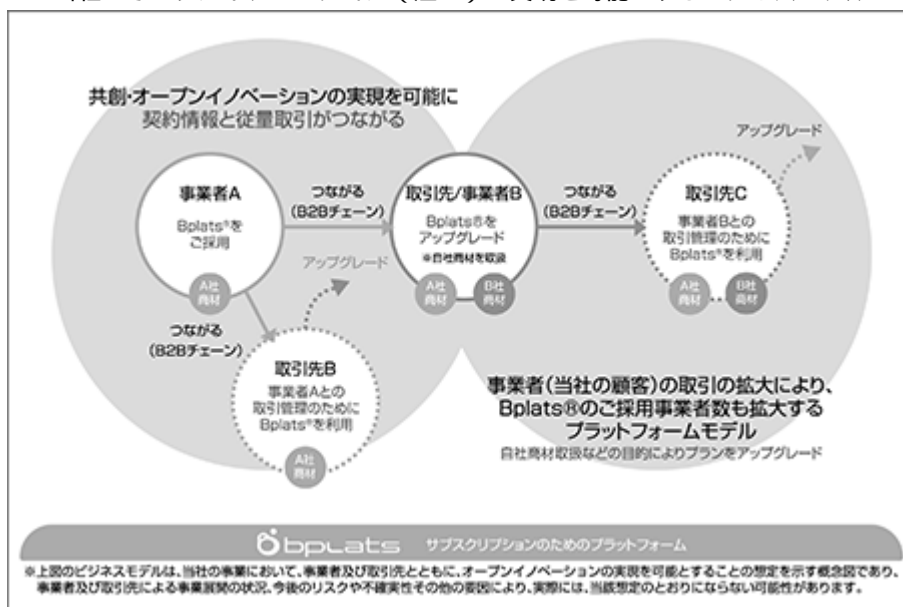 共創・オープンイノベーションの実現を可能に
契約情報と従量取引がつながる
事業者A
Bplats®を
ご採用
A社
商材
つながる
(B2Bチェーン)
取引先/事業者B
Bplats®を
アップグレード
※自社商材を取扱
A社
商材
B社
商材
つながる
(B2Bチェーン)
アップグレード
取引先C
事業者Bとの
取引管理のために
Bplats®を利用
A社
商材
B社
商材
アップグレード
つながる
(B2Bチェーン)
取引先B
事業者Aとの
取引管理のために
Bplats®を利用
A社
商材
事業者(当社の顧客)の取引の拡大により、
Bplats®のご採用事業者数も拡大する
プラットフォームモデル
自社商材取扱などの目的によりプランをアップグレード
bplats サブスクリプションのためのプラットフォーム
※上図のビジネスモデルは、当社の事業において、事業者及び取引先とともに、オープンイノベーションの実現を可能とすることの想定を示す概念図であり、
事業者及び取引先による事業展開の状況、今後のリスクや不確実性その他の要因により、実際には、当該想定のとおりにならない可能性があります。